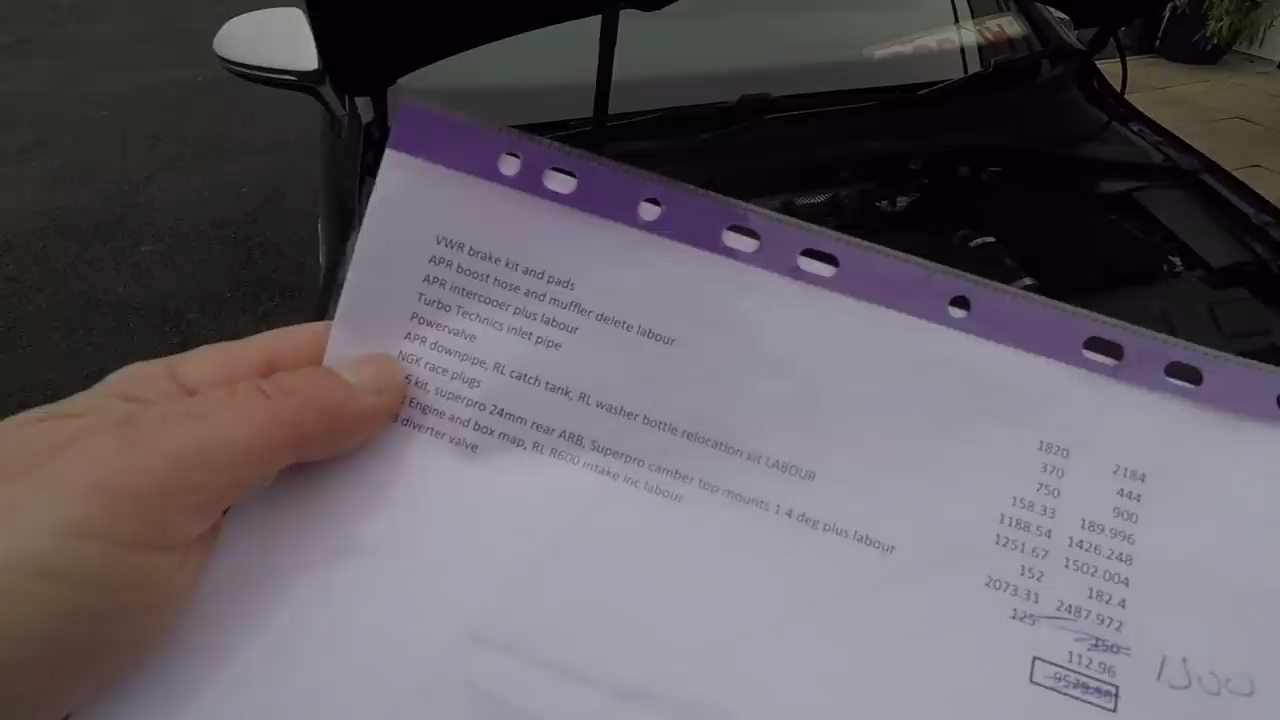 VWR brake kit and pads 1820 2184
APR boost hose and muffler delete labour 370 444
APR intercooer plus labour 750 900
Turbo Technics inlet pipe 158.33 189.996
Powervalve 1188.54 1426.248
APR downpipe, RL catch tank, RL washer bottle relocation kit LABOUR 1251.67 1502.004
NGK race plugs 152 182.4
kit, superpro 24mm rear ARB, Superpro camber top mounts 1 4 deg plus labour 2073.31 2487.972
Engine and box map, RL R600 intake inc labour 125 150
diverter valve 112.96